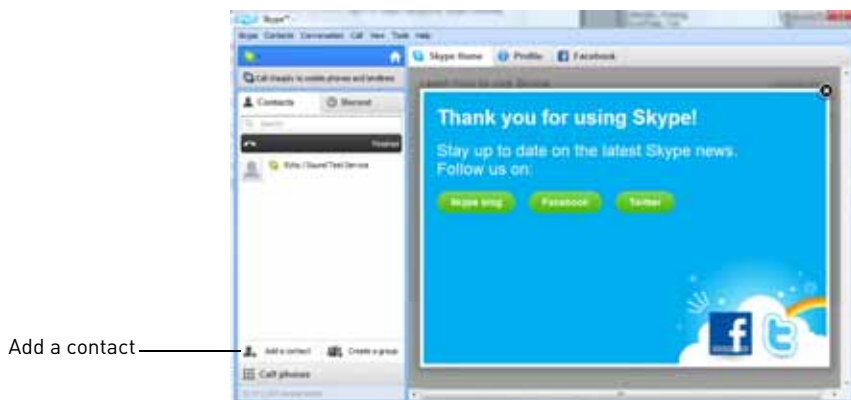 Skype™
Skype Contacts Conversation Call View Tools Help
Skype Home Profile Facebook
Call cheaply to mobile phones and landlines
Contacts Recent
Search
Finished
Echo / Sound Test Service
Thank you for using Skype!
Stay up to date on the latest Skype news.
Follow us on:
Skype blog Facebook Twitter
Add a contact
Add a contact Create a group
Call phones